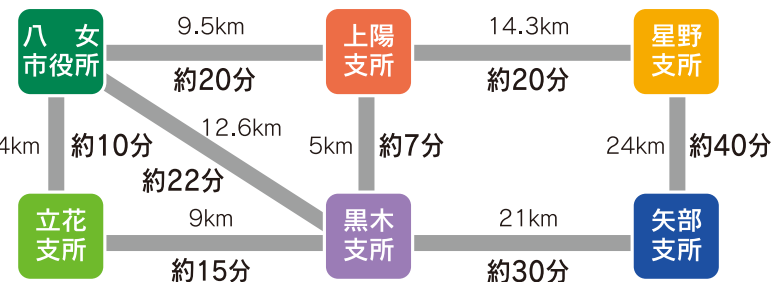 八 女
市役所
9.5km
約20分
上陽
支所
14.3km
約20分
星野
支所
4km
約10分
12.6km
約22分
5km
約7分
24km
約40分
立花
支所
9km
約15分
黒木
支所
21km
約30分
矢部
支所